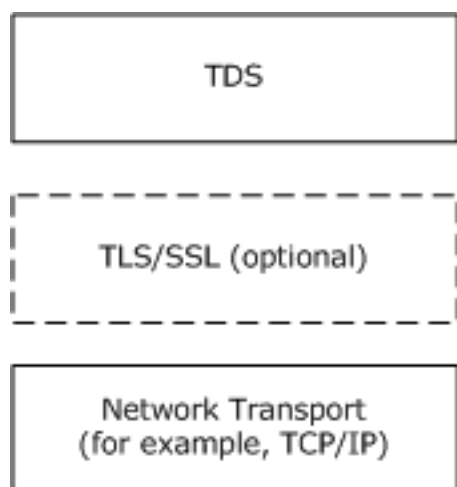 TDS
TLS/SSL (optional)
Network Transport
(for example, TCP/IP)